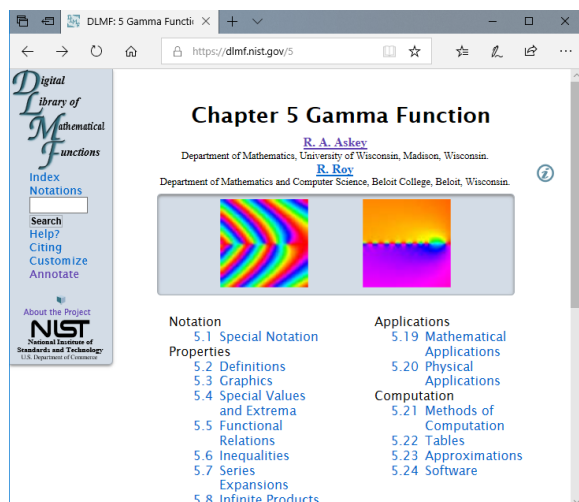 DLMF: 5 Gamma Functi
https://dlmf.nist.gov/5
Digital
Library of
Mathematical
Functions
Index
Notations
Search
Help?
Citing
Customize
Annotate
About the Project
NIST
National Institute of
Standards and Technology
U.S. Department of Commerce
Chapter 5 Gamma Function
R. A. Askey
Department of Mathematics, University of Wisconsin, Madison, Wisconsin.
R. Roy
Department of Mathematics and Computer Science, Beloit College, Beloit, Wisconsin.
i
Notation
5.1 Special Notation
Properties
5.2 Definitions
5.3 Graphics
5.4 Special Values
and Extrema
5.5 Functional
Relations
5.6 Inequalities
5.7 Series
Expansions
5.8 Infinite Products
Applications
5.19 Mathematical
Applications
5.20 Physical
Applications
Computation
5.21 Methods of
Computation
5.22 Tables
5.23 Approximations
5.24 Software